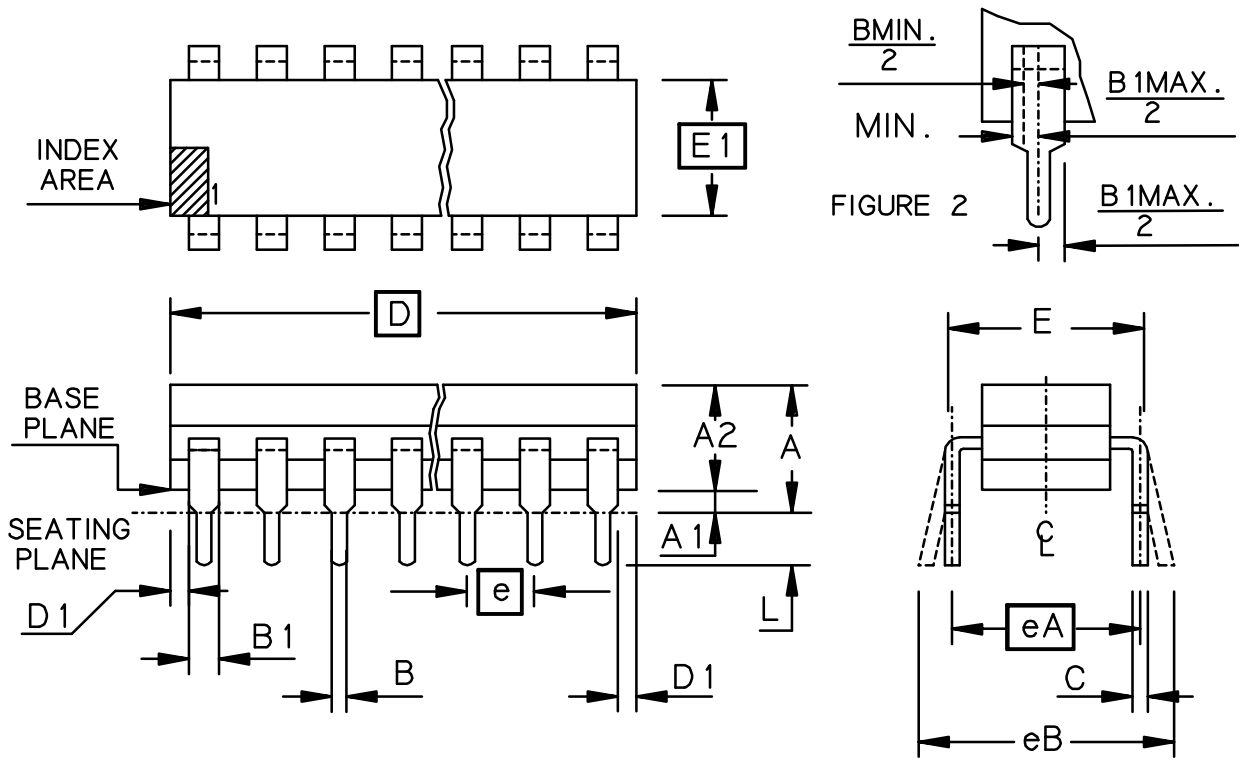 BMIN.
2
B1MAX.
2
MIN.
E1
INDEX
AREA
1
FIGURE 2
B1MAX.
2
D
E
BASE
PLANE
A2
A
SEATING
PLANE
A1
C
L
D1
e
L
eA
B1
B
D1
C
eB